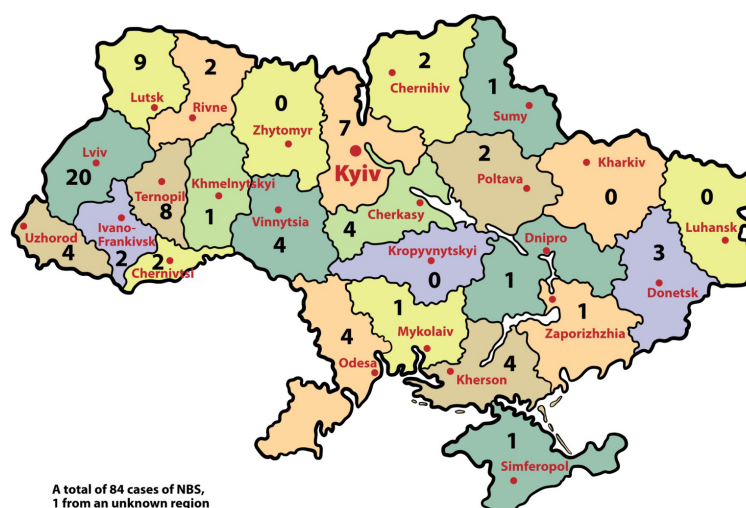 9
Lutsk
2
Rivne
0
Zhytomyr
7
Kyiv
2
Chernihiv
1
Sumy
Lviv
20
Ternopil
8
Khmelnytskyi
1
Vinnytsia
4
4
Cherkasy
2
Poltava
Kharkiv
0
0
Luhansk
Uzhorod
4
Ivano-
Frankivsk
2
2
Chernivtsi
Kropyvnytskyi
0
Dnipro
1
3
Donetsk
4
Odesa
1
Mykolaiv
4
Kherson
1
Zaporizhzhia
1
Simferopol
A total of 84 cases of NBS,
1 from an unknown region